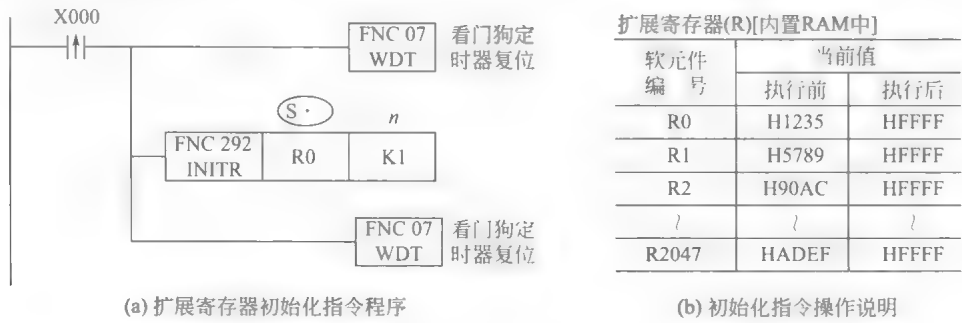 X000
FNC 07
WDT
看门狗定
时器复位
S·
n
FNC 292
INITR
R0
K1
FNC 07
WDT
看门狗定
时器复位
(a) 扩展寄存器初始化指令程序
扩展寄存器(R)[内置RAM中]
软元件
编 号
当前值
执行前
执行后
R0 H1235 HFFFF
R1 H5789 HFFFF
R2 H90AC HFFFF
≀ ≀ ≀
R2047 HADEF HFFFF
(b) 初始化指令操作说明